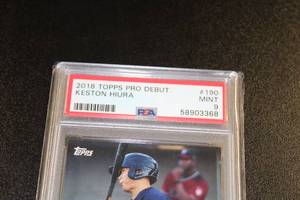 2018 TOPPS PRO DEBUT #190
KESTON HIURA MINT
9
PSA 58903368
Topps